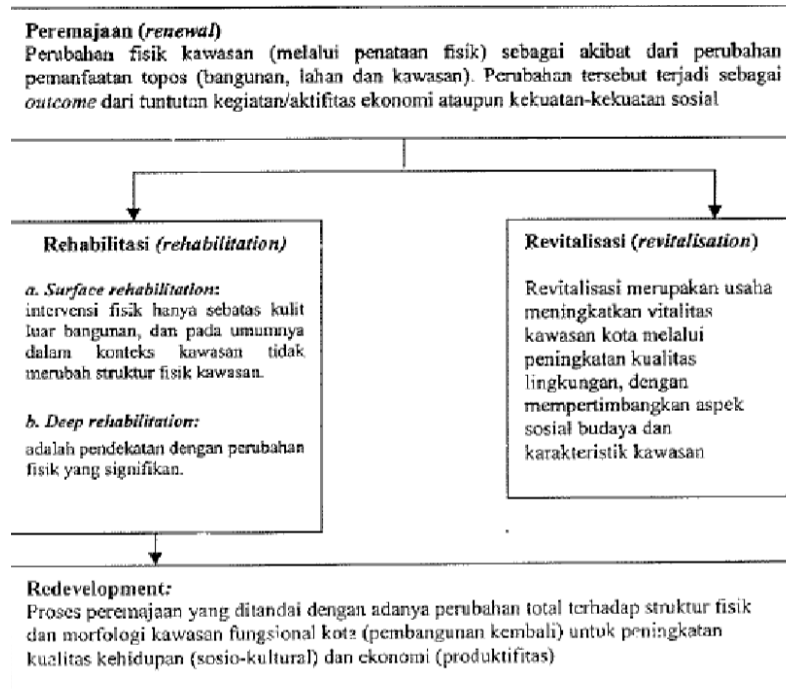 Peremajaan (renewal)
Perubahan fisik kawasan (melalui penataan fisik) sebagai akibat dari perubahan
pemanfaatan topos (bangunan, lahan dan kawasan). Perubahan tersebut terjadi sebagai
outcome dari tuntutan kegiatan/aktifitas ekonomi ataupun kekuatan-kekuatan sosial
Rehabilitasi (rehabilitation)
a. Surface rehabilitation:
intervensi fisik hanya sebatas kulit
luar bangunan, dan pada umumnya
dalam konteks kawasan tidak
merubah struktur fisik kawasan.
b. Deep rehabilitation:
adalah pendekatan dengan perubahan
fisik yang signifikan.
Revitalisasi (revitalisation)
Revitalisasi merupakan usaha
meningkatkan vitalitas
kawasan kota melalui
peningkatan kualitas
lingkungan, dengan
mempertimbangkan aspek
sosial budaya dan
karakteristik kawasan
Redevelopment:
Proses peremajaan yang ditandai dengan adanya perubahan total terhadap struktur fisik
dan morfologi kawasan fungsional kota (pembangunan kembali) untuk peningkatan
kualitas kehidupan (sosio-kultural) dan ekonomi (produktifitas)